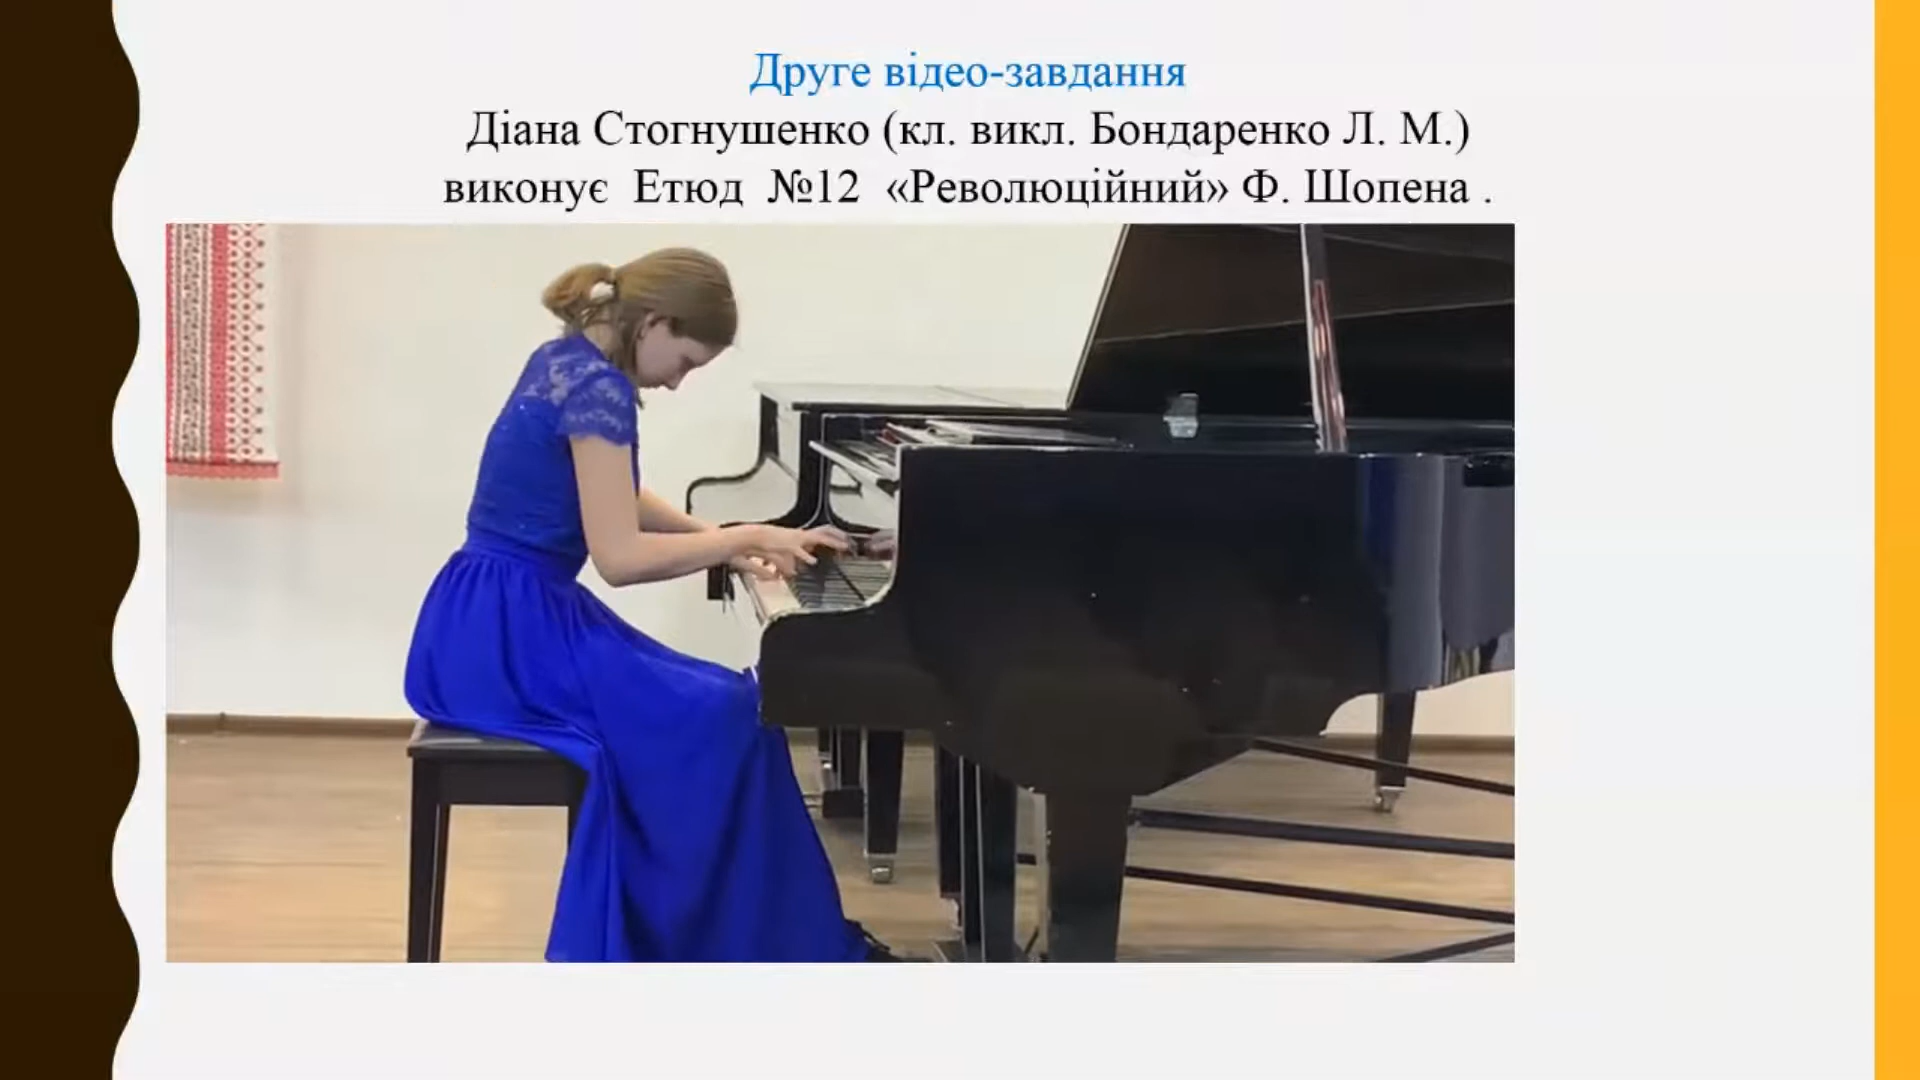 Друге відео-завдання
Діана Стогнушенко (кл. викл. Бондаренко Л. М.)
виконує Етюд №12 «Революційний» Ф. Шопена .